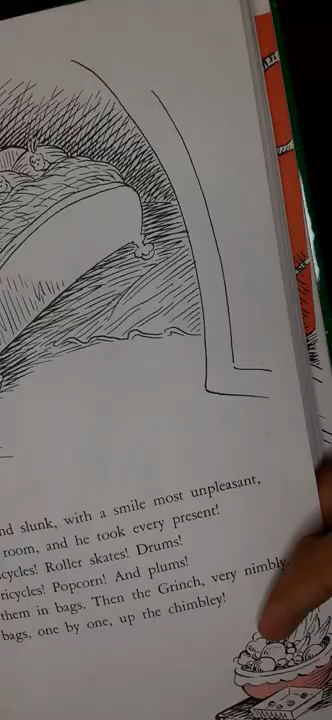 nd slunk, with a smile most unpleasant,
room, and he took every present!
cycles! Roller skates! Drums!
ricycles! Popcorn! And plums!
them in bags. Then the Grinch, very nimbly,
bags, one by one, up the chimbley!